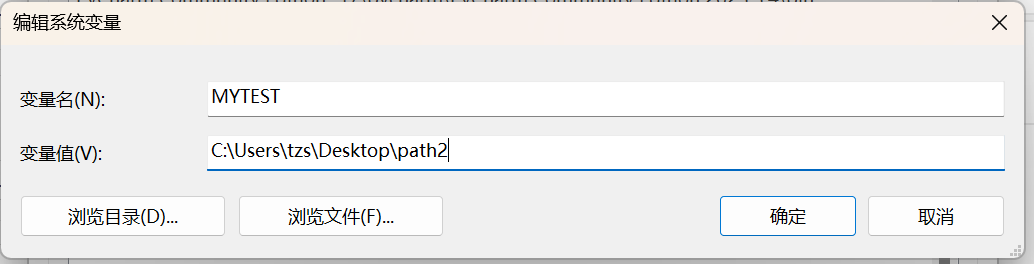 编辑系统变量
变量名(N):
MYTEST
变量值(V):
C:\Users\tzs\Desktop\path2
浏览目录(D)...
浏览文件(F)...
确定
取消